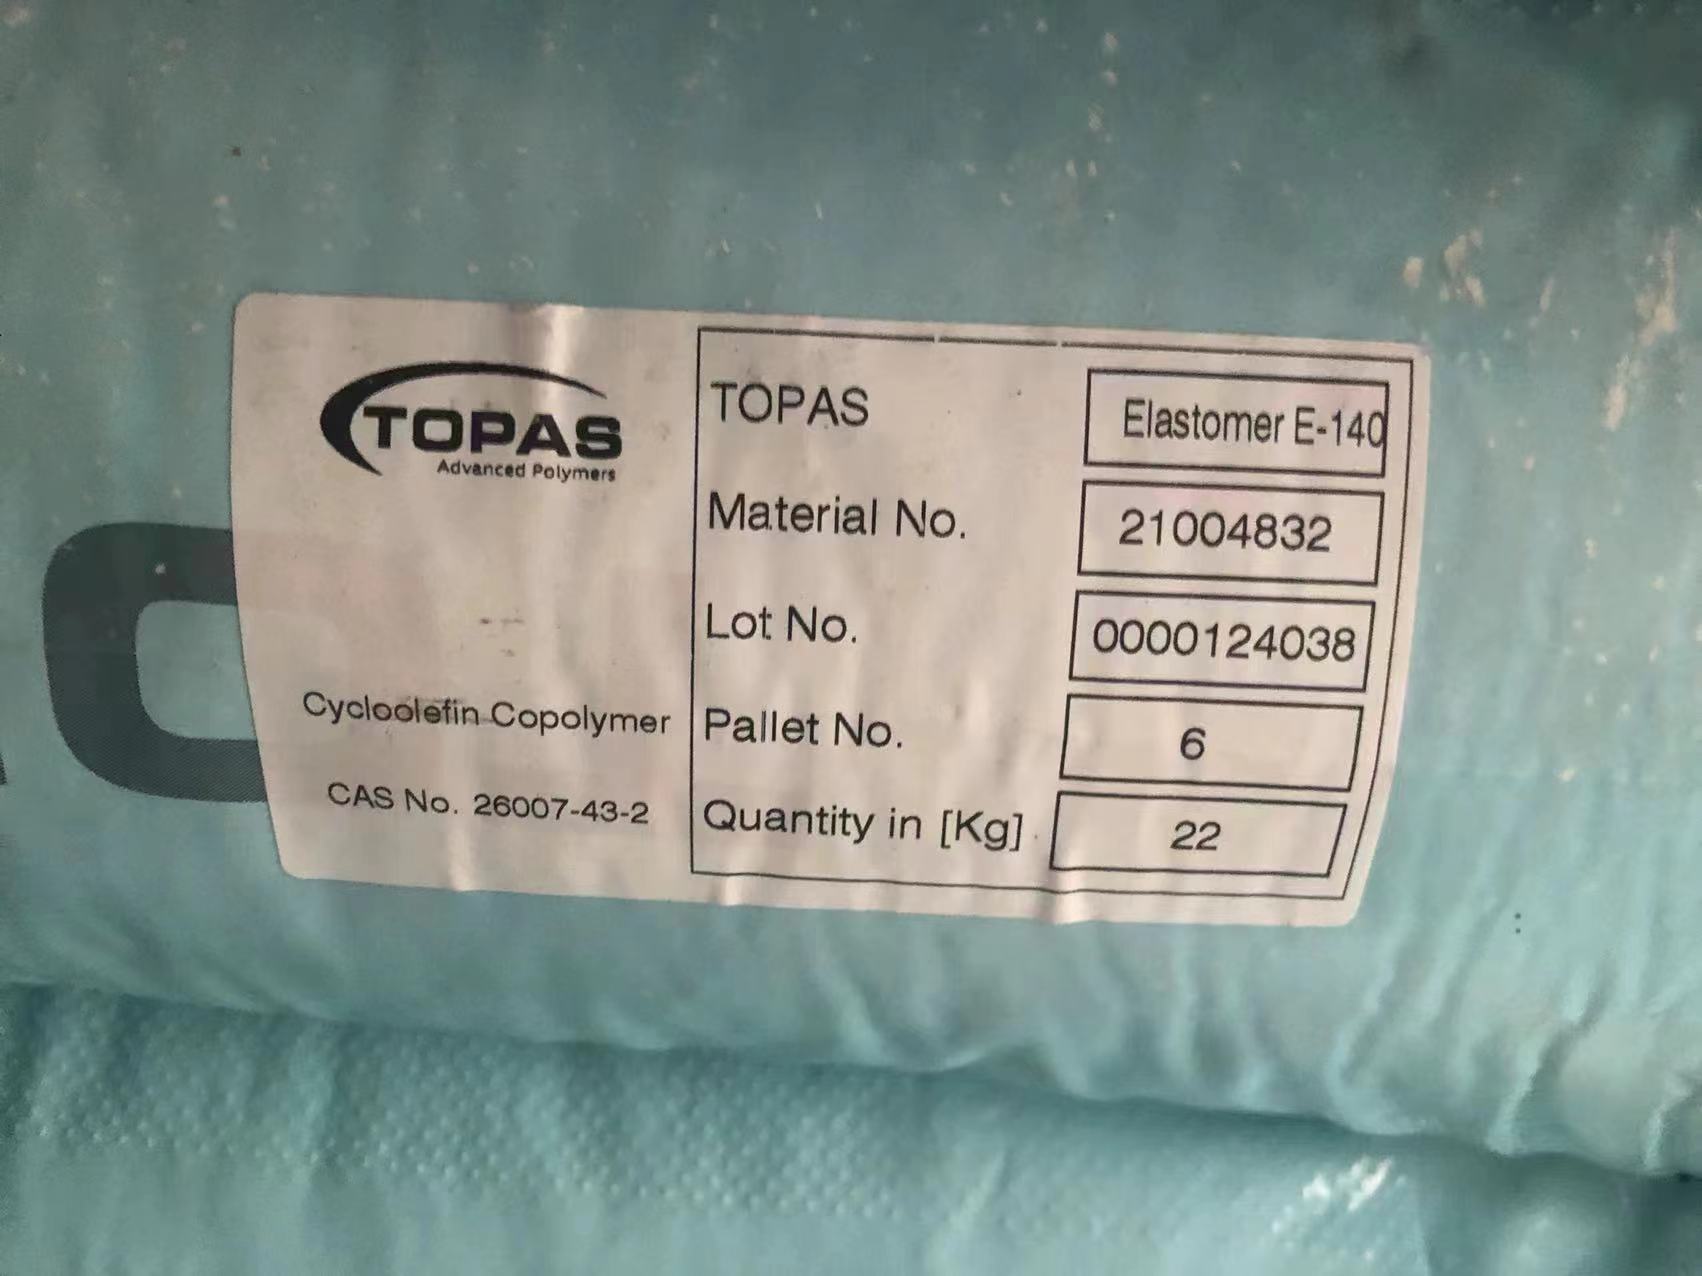 TOPAS
Advanced Polymers
Cycloolefin Copolymer
CAS No. 26007-43-2
TOPAS Elastomer E-140
Material No. 21004832
Lot No. 0000124038
Pallet No. 6
Quantity in [Kg] 22